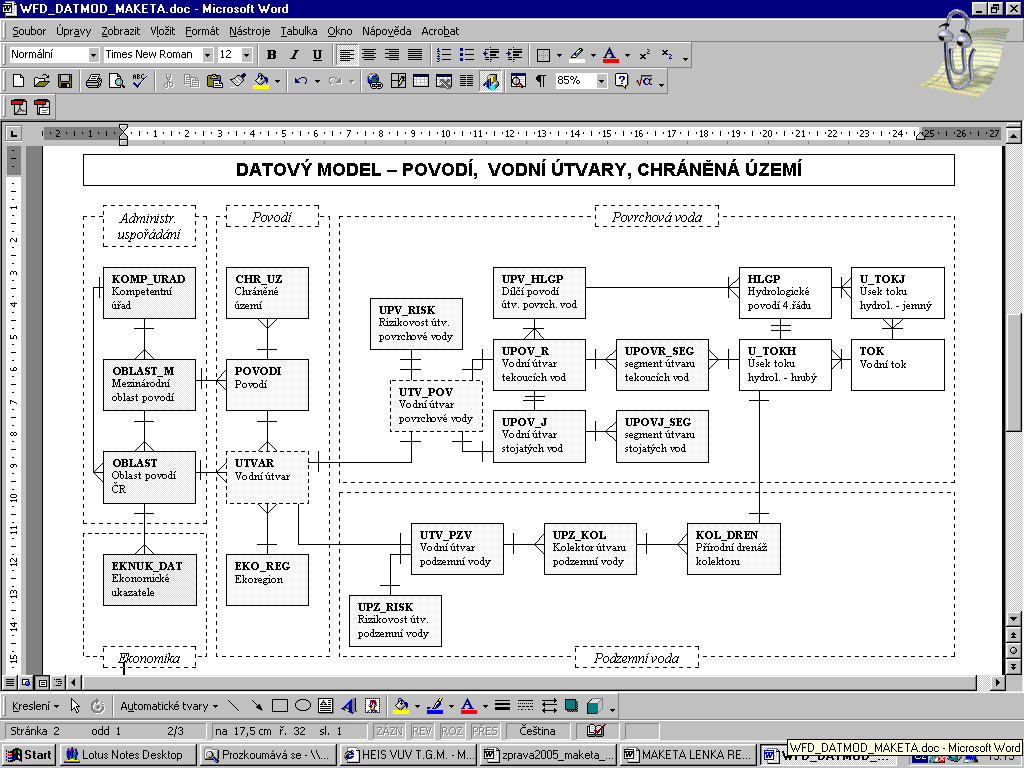 WFD_DATMOD_MAKETA.doc - Microsoft Word
Soubor Úpravy Zobrazit Vložit Formát Nástroje Tabulka Okno Nápověda Acrobat
Normální Times New Roman 12 B I U
85%
DATOVÝ MODEL – POVODÍ, VODNÍ ÚTVARY, CHRÁNĚNÁ ÚZEMÍ
Administr.
uspořádání
Povodí
Povrchová voda
KOMP_URAD
Kompetentní
úřad
CHR_UZ
Chráněné
území
UPV_RISK
Rizikovost útv.
povrchové vody
UPV_HLGP
Dílčí povodí
útv. povrch. vod
HLGP
Hydrologické
povodí 4.řádu
U_TOKJ
Úsek toku
hydrol. - jemný
OBLAST_M
Mezinárodní
oblast povodí
POVODI
Povodí
UTV_POV
Vodní útvar
povrchové vody
UPOV_R
Vodní útvar
tekoucích vod
UPOVR_SEG
segment útvaru
tekoucích vod
U_TOKH
Úsek toku
hydrol. - hrubý
TOK
Vodní tok
UPOV_J
Vodní útvar
stojatých vod
UPOVJ_SEG
segment útvaru
stojatých vod
OBLAST
Oblast povodí
ČR
UTVAR
Vodní útvar
UTV_PZV
Vodní útvar
podzemní vody
UPZ_KOL
Kolektor útvaru
podzemní vody
KOL_DREN
Přírodní drenáž
kolektoru
EKNUK_DAT
Ekonomické
ukazatele
EKO_REG
Ekoregion
UPZ_RISK
Rizikovost útv.
podzemní vody
Ekonomika
Podzemní voda
Kreslení Automatické tvary
Stránka 2 odd 1 2/3 na 17,5 cm ř. 32 sl. 1 ZÁZN REV ROZ PŘES Čeština
Start Lotus Notes Desktop Prozkoumává se - \\... HEIS VUV T.G.M. - M... zprava2005_maketa_... MAKETA LENKA RE...
WFD_DATMOD_MAKETA.doc - Microsoft Word